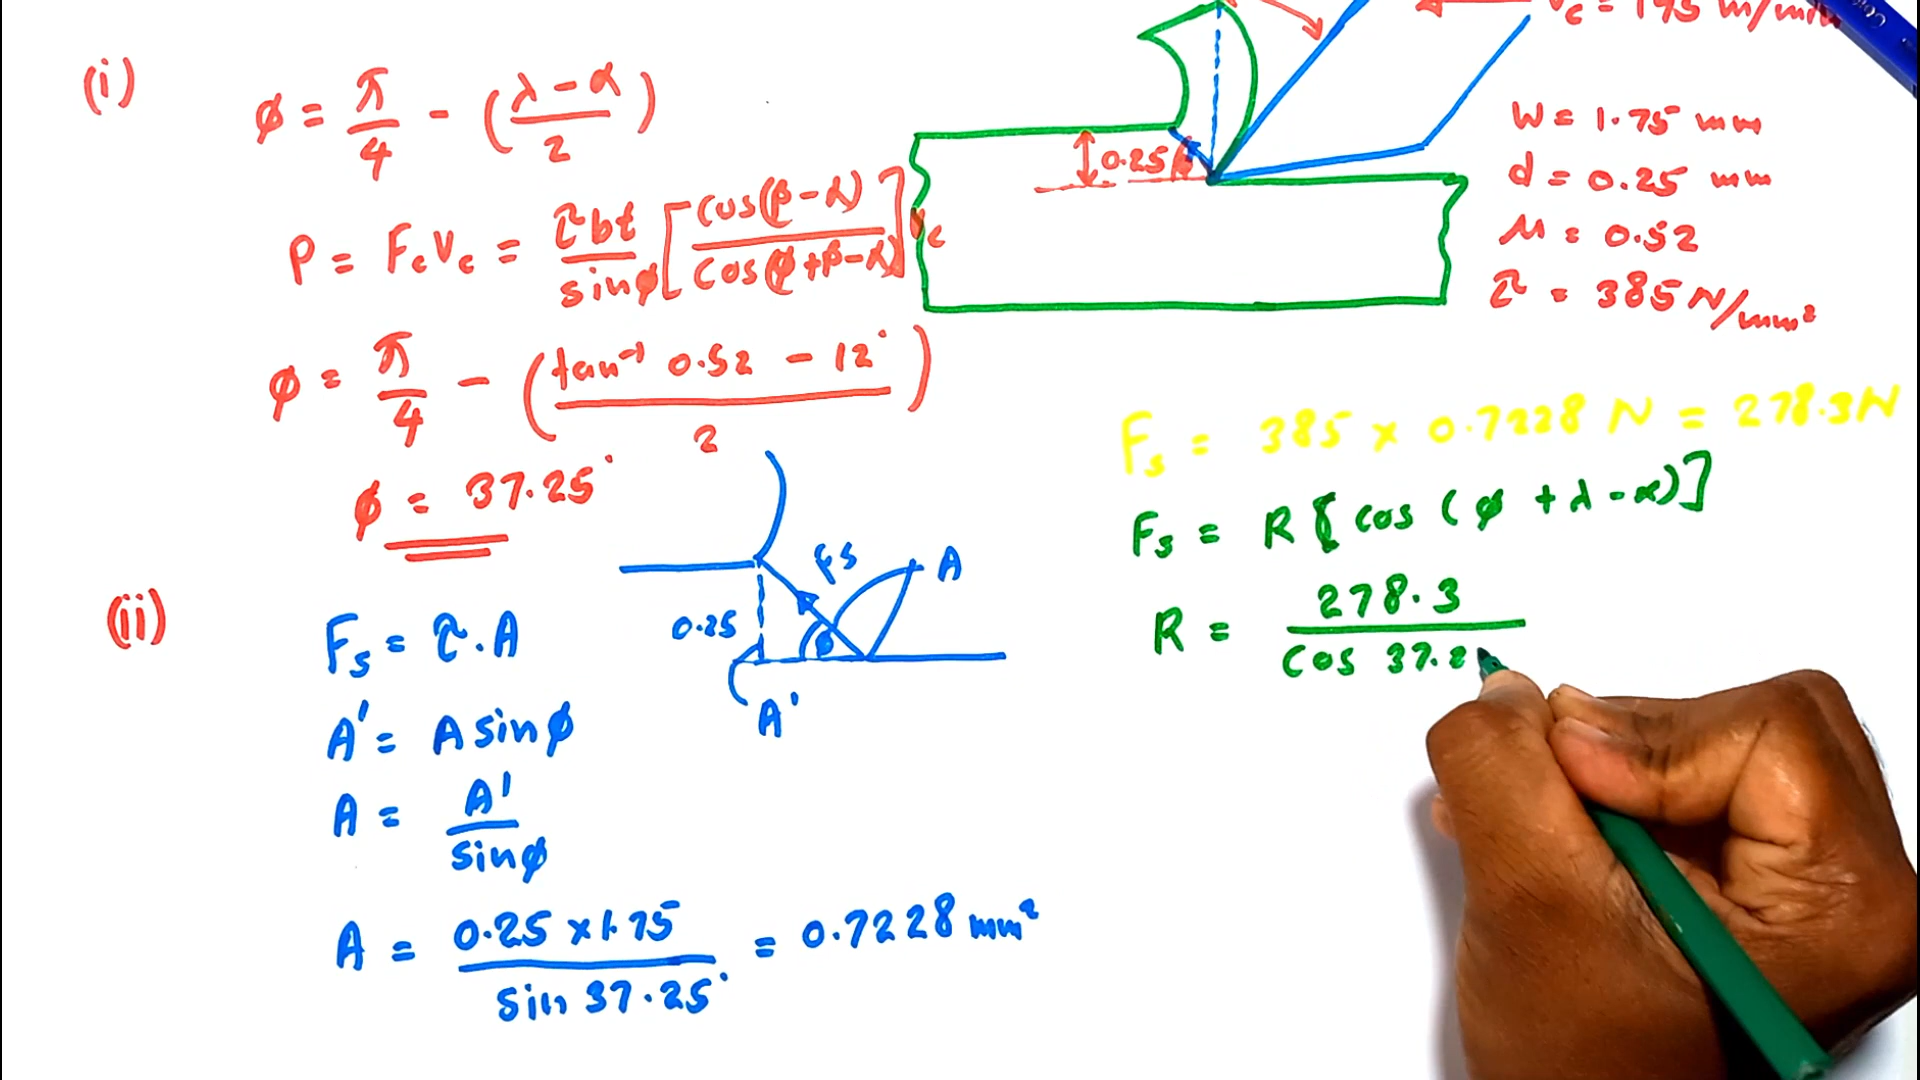 (i)
ϕ = π/4 - (λ - α / 2)
P = FcVc = τbt / sinϕ [cos(β - α) / cos(ϕ + β - α)] Vc
ϕ = π/4 - (tan⁻¹ 0.52 - 12° / 2)
ϕ = 37.25°
(ii)
Fs = τ.A
A' = A sinϕ
A = A' / sinϕ
A = 0.25 x 1.75 / sin 37.25° = 0.7228 mm²
0.25
Fs
A
ϕ
A'
0.25
W = 1.75 mm
d = 0.25 mm
μ = 0.52
τ = 385 N/mm²
Fs = 385 x 0.7228 N = 278.3N
Fs = R[cos(ϕ + λ - α)]
R = 278.3 / cos 37.2